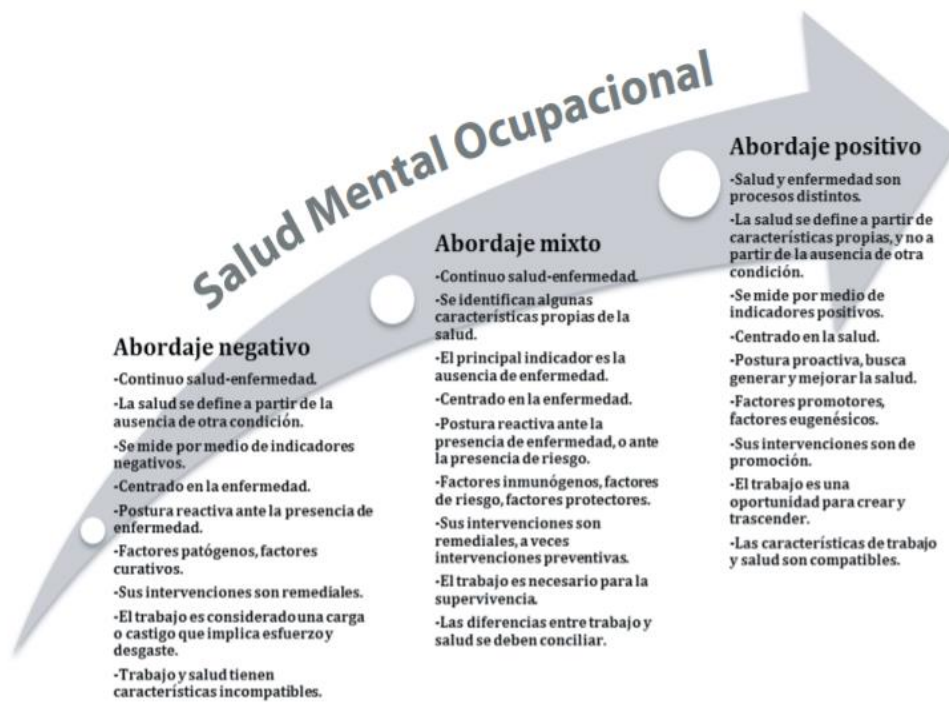 Salud Mental Ocupacional
Abordaje negativo
-Continuo salud-enfermedad.
-La salud se define a partir de la
ausencia de otra condición.
-Se mide por medio de indicadores
negativos.
-Centrado en la enfermedad.
-Postura reactiva ante la presencia de
enfermedad.
-Factores patógenos, factores
curativos.
-Sus intervenciones son remediales.
-El trabajo es considerado una carga
o castigo que implica esfuerzo y
desgaste.
-Trabajo y salud tienen
características incompatibles.
Abordaje mixto
-Continuo salud-enfermedad.
-Se identifican algunas
características propias de la
salud.
-El principal indicador es la
ausencia de enfermedad.
-Centrado en la enfermedad.
-Postura reactiva ante la
presencia de enfermedad, o ante
la presencia de riesgo.
-Factores inmunógenos, factores
de riesgo, factores protectores.
-Sus intervenciones son
remediales, a veces
intervenciones preventivas.
-El trabajo es necesario para la
supervivencia.
-Las diferencias entre trabajo y
salud se deben conciliar.
Abordaje positivo
-Salud y enfermedad son
procesos distintos.
-La salud se define a partir de
características propias, y no a
partir de la ausencia de otra
condición.
-Se mide por medio de
indicadores positivos.
-Centrado en la salud.
-Postura proactiva, busca
generar y mejorar la salud.
-Factores promotores,
factores eugenésicos.
-Sus intervenciones son de
promoción.
-El trabajo es una
oportunidad para crear y
trascender.
-Las características de trabajo
y salud son compatibles.